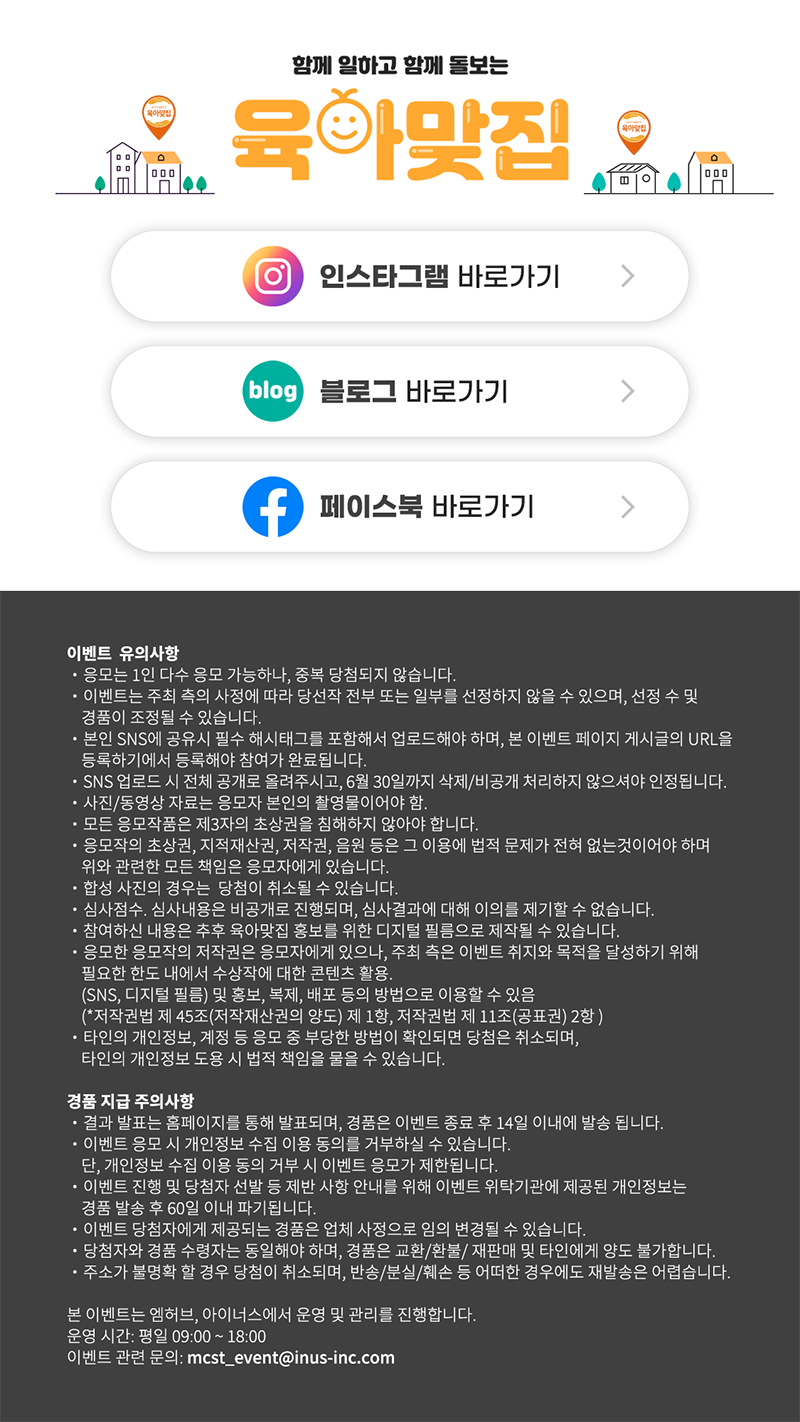 함께 일하고 함께 돌보는
육아맛집
육아맛집
육아맛집
인스타그램 바로가기
blog 블로그 바로가기
페이스북 바로가기
이벤트 유의사항
・응모는 1인 다수 응모 가능하나, 중복 당첨되지 않습니다.
・이벤트는 주최 측의 사정에 따라 당선작 전부 또는 일부를 선정하지 않을 수 있으며, 선정 수 및
경품이 조정될 수 있습니다.
・본인 SNS에 공유시 필수 해시태그를 포함해서 업로드해야 하며, 본 이벤트 페이지 게시글의 URL을
등록하기에서 등록해야 참여가 완료됩니다.
・SNS 업로드 시 전체 공개로 올려주시고, 6월 30일까지 삭제/비공개 처리하지 않으셔야 인정됩니다.
・사진/동영상 자료는 응모자 본인의 촬영물이어야 함.
・모든 응모작품은 제3자의 초상권을 침해하지 않아야 합니다.
・응모작의 초상권, 지적재산권, 저작권, 음원 등은 그 이용에 법적 문제가 전혀 없는것이어야 하며
위와 관련한 모든 책임은 응모자에게 있습니다.
・합성 사진의 경우는 당첨이 취소될 수 있습니다.
・심사점수. 심사내용은 비공개로 진행되며, 심사결과에 대해 이의를 제기할 수 없습니다.
・참여하신 내용은 추후 육아맞집 홍보를 위한 디지털 필름으로 제작될 수 있습니다.
・응모한 응모작의 저작권은 응모자에게 있으나, 주최 측은 이벤트 취지와 목적을 달성하기 위해
필요한 한도 내에서 수상작에 대한 콘텐츠 활용.
(SNS, 디지털 필름) 및 홍보, 복제, 배포 등의 방법으로 이용할 수 있음
(*저작권법 제 45조(저작재산권의 양도) 제 1항, 저작권법 제 11조(공표권) 2항 )
・타인의 개인정보, 계정 등 응모 중 부당한 방법이 확인되면 당첨은 취소되며,
타인의 개인정보 도용 시 법적 책임을 물을 수 있습니다.
경품 지급 주의사항
・결과 발표는 홈페이지를 통해 발표되며, 경품은 이벤트 종료 후 14일 이내에 발송 됩니다.
・이벤트 응모 시 개인정보 수집 이용 동의를 거부하실 수 있습니다.
단, 개인정보 수집 이용 동의 거부 시 이벤트 응모가 제한됩니다.
・이벤트 진행 및 당첨자 선발 등 제반 사항 안내를 위해 이벤트 위탁기관에 제공된 개인정보는
경품 발송 후 60일 이내 파기됩니다.
・이벤트 당첨자에게 제공되는 경품은 업체 사정으로 임의 변경될 수 있습니다.
・당첨자와 경품 수령자는 동일해야 하며, 경품은 교환/환불/ 재판매 및 타인에게 양도 불가합니다.
・주소가 불명확 할 경우 당첨이 취소되며, 반송/분실/훼손 등 어떠한 경우에도 재발송은 어렵습니다.
본 이벤트는 엠허브, 아이너스에서 운영 및 관리를 진행합니다.
운영 시간: 평일 09:00 ~ 18:00
이벤트 관련 문의: mcst_event@inus-inc.com